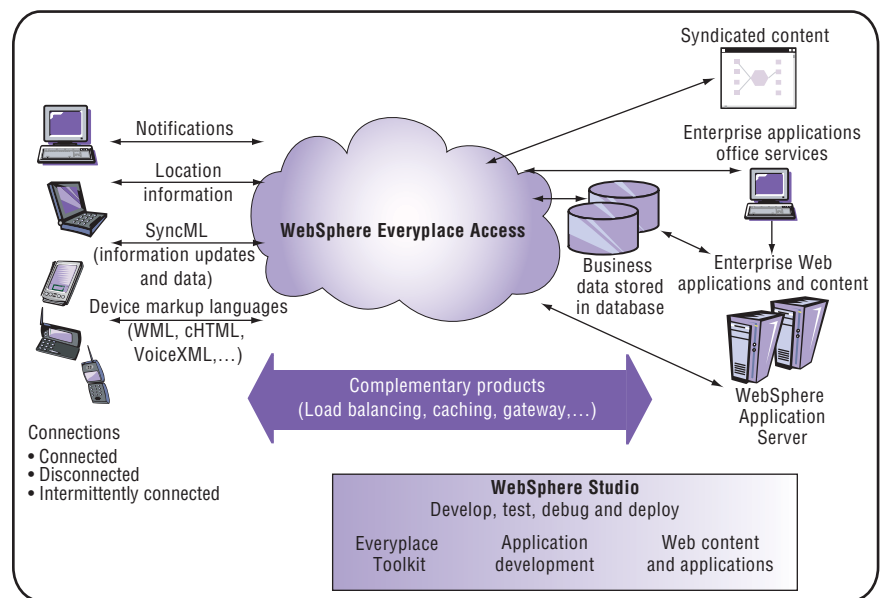 Syndicated content
Notifications
Enterprise applications
office services
Location
information
WebSphere Everyplace Access
SyncML
(information updates
and data)
Business
data stored
in database
Enterprise Web
applications and content
Device markup languages
(WML, cHTML,
VoiceXML,...)
Complementary products
(Load balancing, caching, gateway,...)
WebSphere
Application
Server
Connections
• Connected
• Disconnected
• Intermittently connected
WebSphere Studio
Develop, test, debug and deploy
Everyplace
Toolkit
Application
development
Web content
and applications